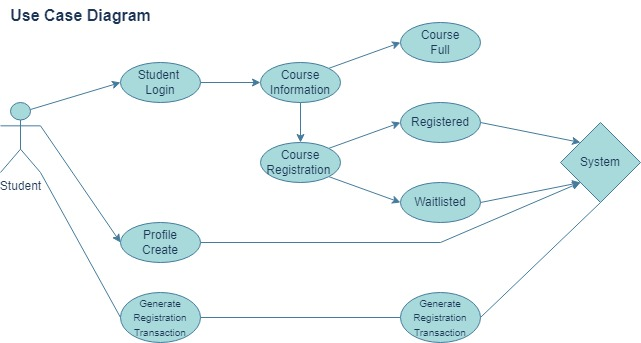 Use Case Diagram
Course
Full
Student
Login
Course
Information
Registered
Course
Registration
System
Student
Waitlisted
Profile
Create
Generate
Registration
Transaction
Generate
Registration
Transaction